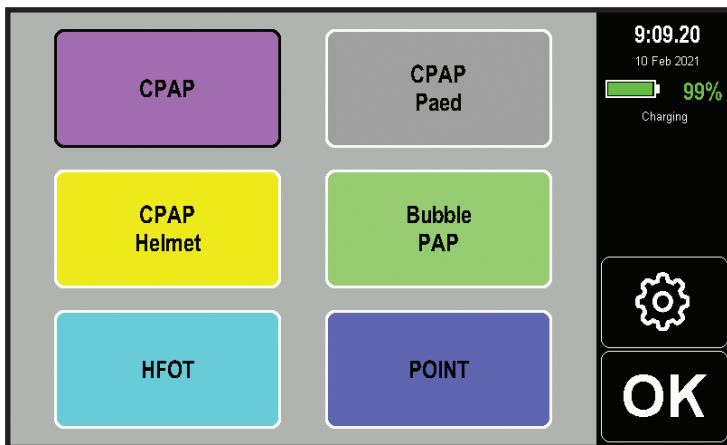 CPAP
CPAP
Paed
CPAP
Helmet
Bubble
PAP
HFOT
POINT
9:09.20
10 Feb 2021
99%
Charging
OK